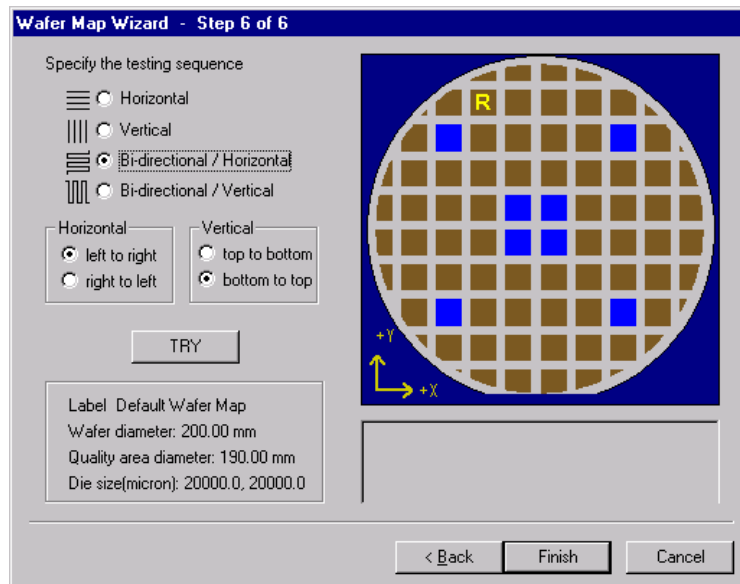 Wafer Map Wizard - Step 6 of 6
Specify the testing sequence
Horizontal
Vertical
Bi-directional / Horizontal
Bi-directional / Vertical
Horizontal
left to right
right to left
Vertical
top to bottom
bottom to top
TRY
Label Default Wafer Map
Wafer diameter: 200.00 mm
Quality area diameter: 190.00 mm
Die size(micron): 20000.0, 20000.0
R
+Y
+X
< Back
Finish
Cancel